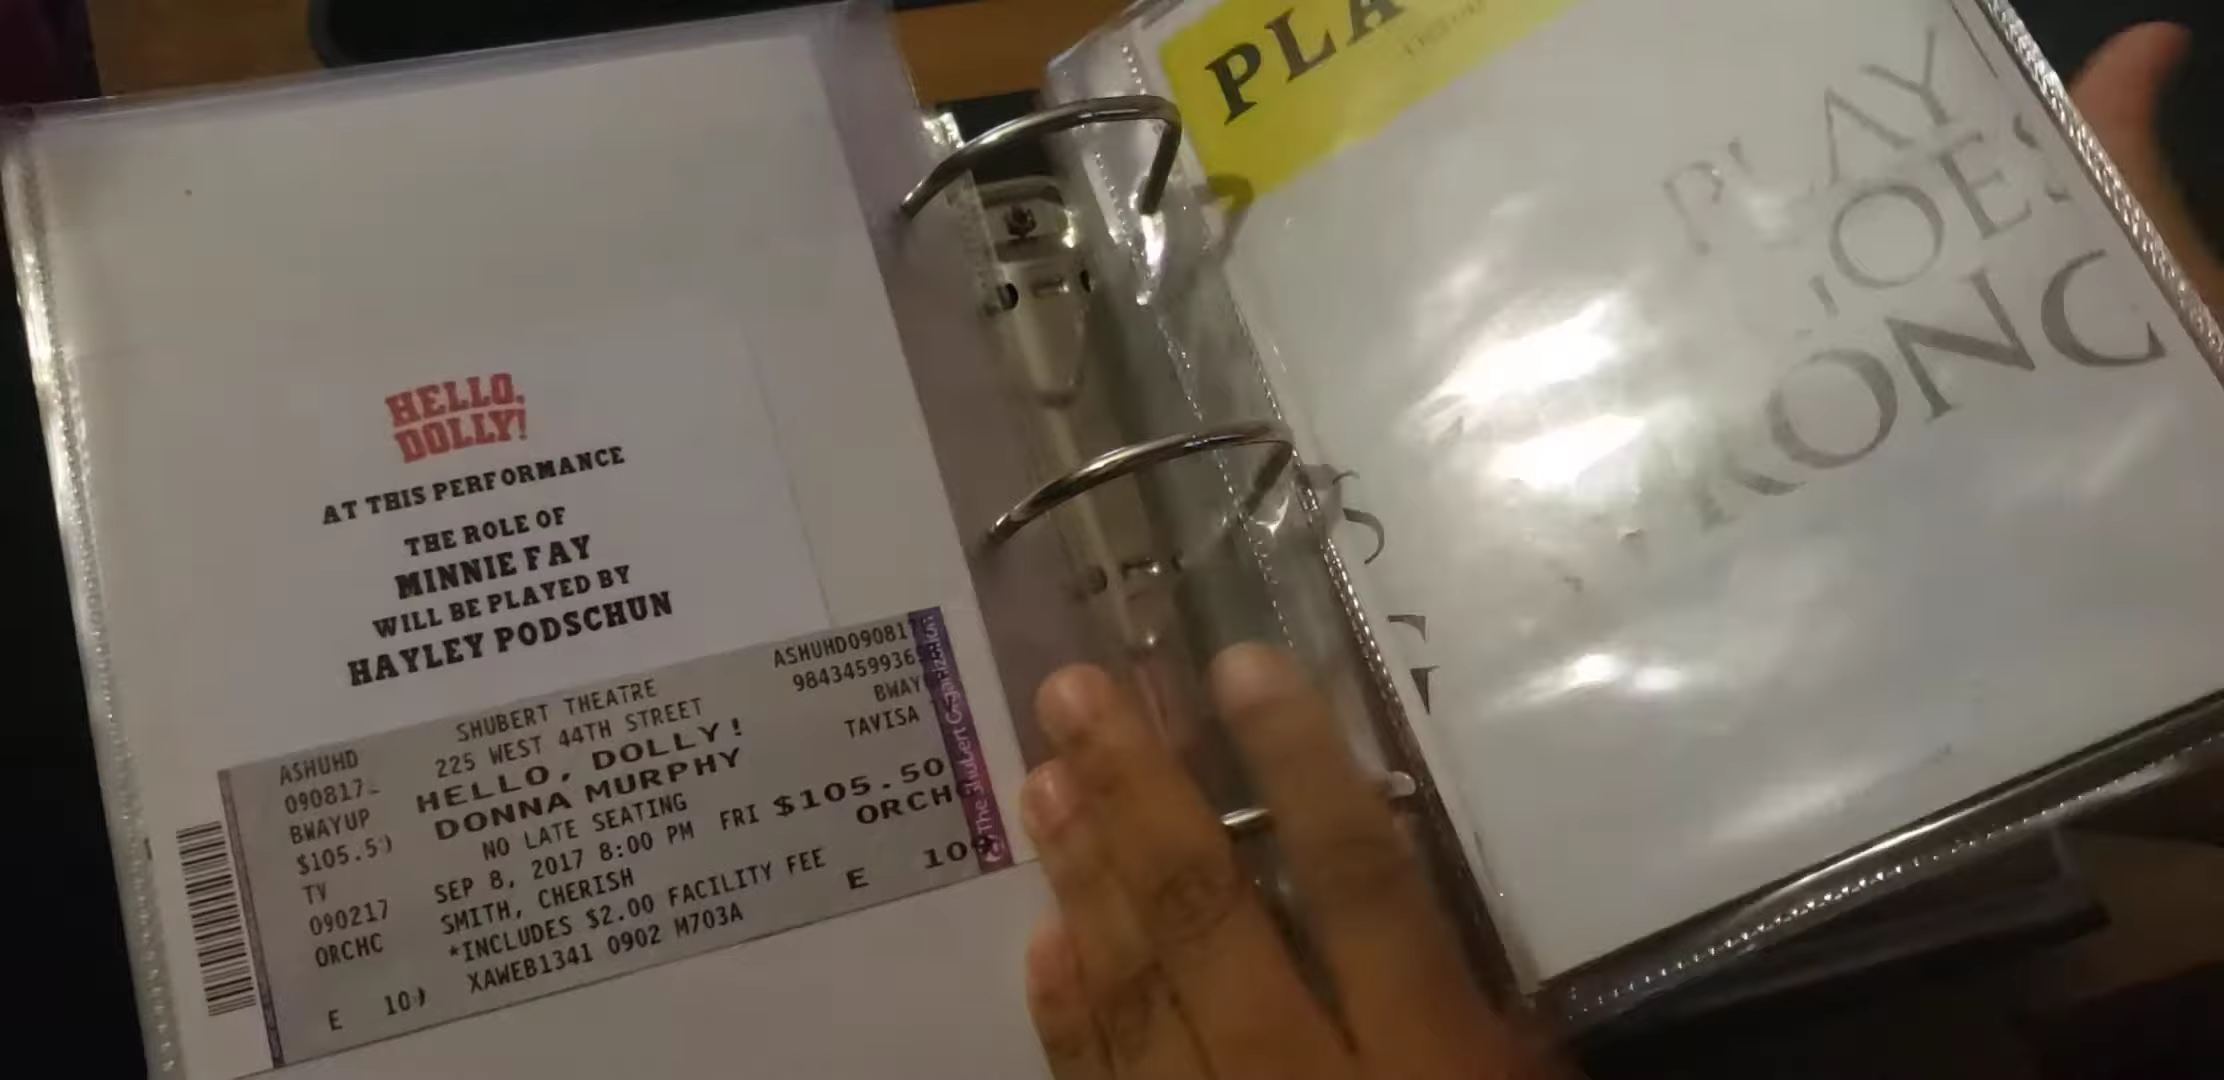 HELLO,
DOLLY!
AT THIS PERFORMANCE
THE ROLE OF
MINNIE FAY
WILL BE PLAYED BY
HAYLEY PODSCHUN
ASHUHD
090817
BWAYUP
TV
090217
ORCHC
E
SHUBERT THEATRE
225 WEST 44TH STREET
HELLO, DOLLY!
DONNA MURPHY
NO LATE SEATING
SEP 8, 2017 8:00 PM FRI $105.50
SMITH, CHERISH
*INCLUDES $2.00 FACILITY FEE
XAWEB1341 0902 M703A
TAVISA
ORCH
E
The Shubert Organization
PLA
PLAY
GOES
RONG